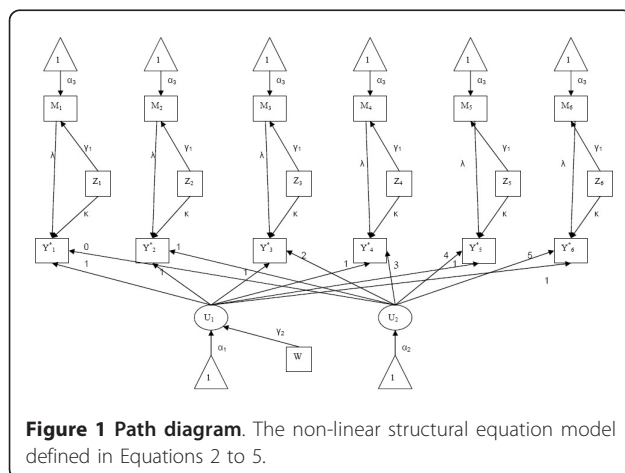 1 1 1 1 1 1
α₃ α₃ α₃ α₃ α₃ α₃
M₁ M₂ M₃ M₄ M₅ M₆
γ₁ γ₁ γ₁ γ₁ γ₁ γ₁
λ λ λ λ λ λ
Z₁ Z₂ Z₃ Z₄ Z₅ Z₆
κ κ κ κ κ κ
Y*₁ 0 Y*₂ 1 Y*₃ 2 Y*₄ 3 4 Y*₅ 5 Y*₆
1 1 1 1 1 1
U₁ U₂
α₁ γ₂ α₂
1 W 1
Figure 1 Path diagram. The non-linear structural equation model
defined in Equations 2 to 5.